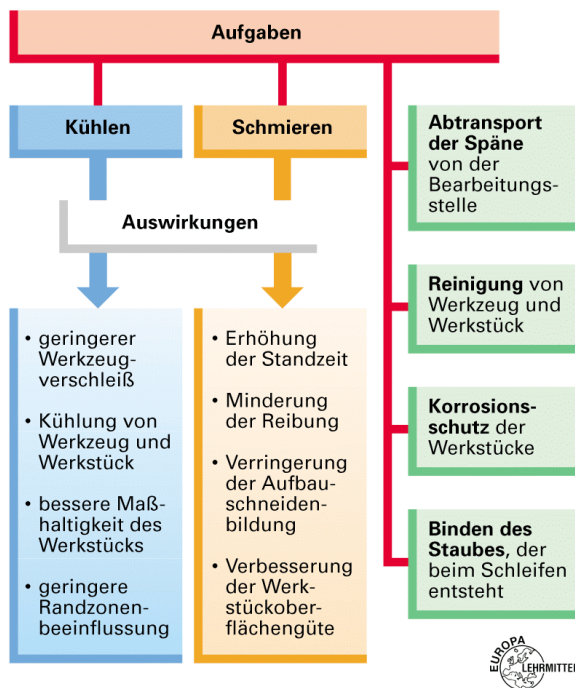 Aufgaben
Kühlen
Schmieren
Auswirkungen
• geringerer
Werkzeug-
verschleiß
• Kühlung von
Werkzeug und
Werkstück
• bessere Maß-
haltigkeit des
Werkstücks
• geringere
Randzonen-
beeinflussung
• Erhöhung
der Standzeit
• Minderung
der Reibung
• Verringerung
der Aufbau-
schneiden-
bildung
• Verbesserung
der Werk-
stückober-
flächengüte
Abtransport
der Späne
von der
Bearbeitungs-
stelle
Reinigung von
Werkzeug und
Werkstück
Korrosions-
schutz der
Werkstücke
Binden des
Staubes, der
beim Schleifen
entsteht
EUROPA
LEHRMITTEL